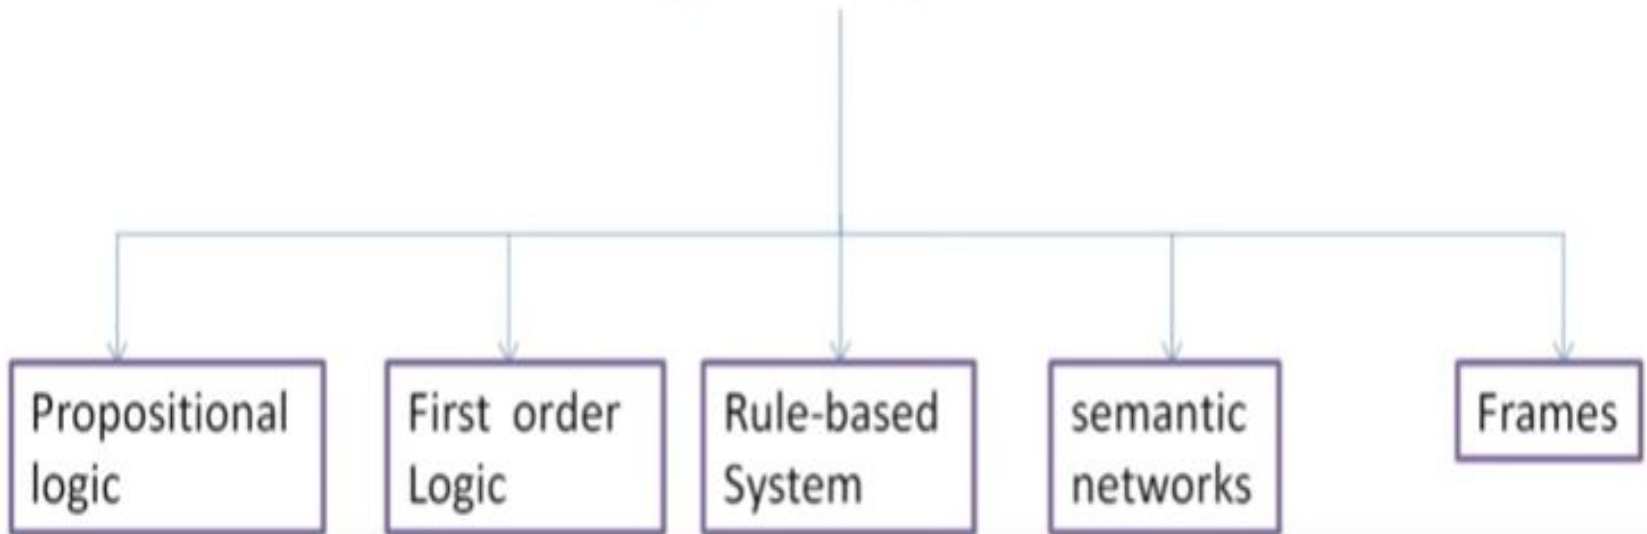 Propositional
logic
First order
Logic
Rule-based
System
semantic
networks
Frames